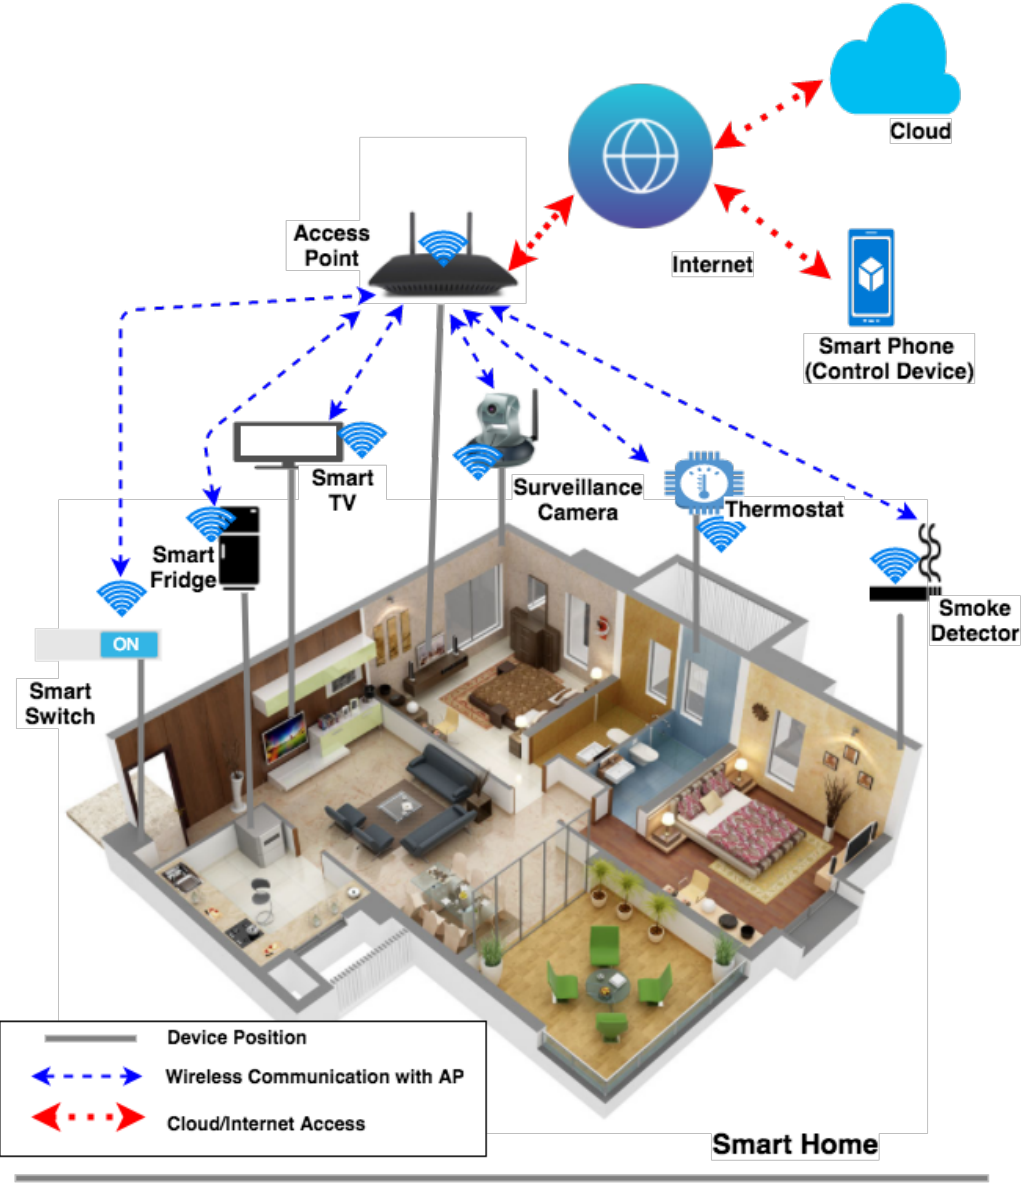 Cloud
Access
Point
Internet
Smart Phone
(Control Device)
Smart
TV
Surveillance
Camera
Thermostat
Smart
Fridge
Smoke
Detector
ON
Smart
Switch
Device Position
Wireless Communication with AP
Cloud/Internet Access
Smart Home